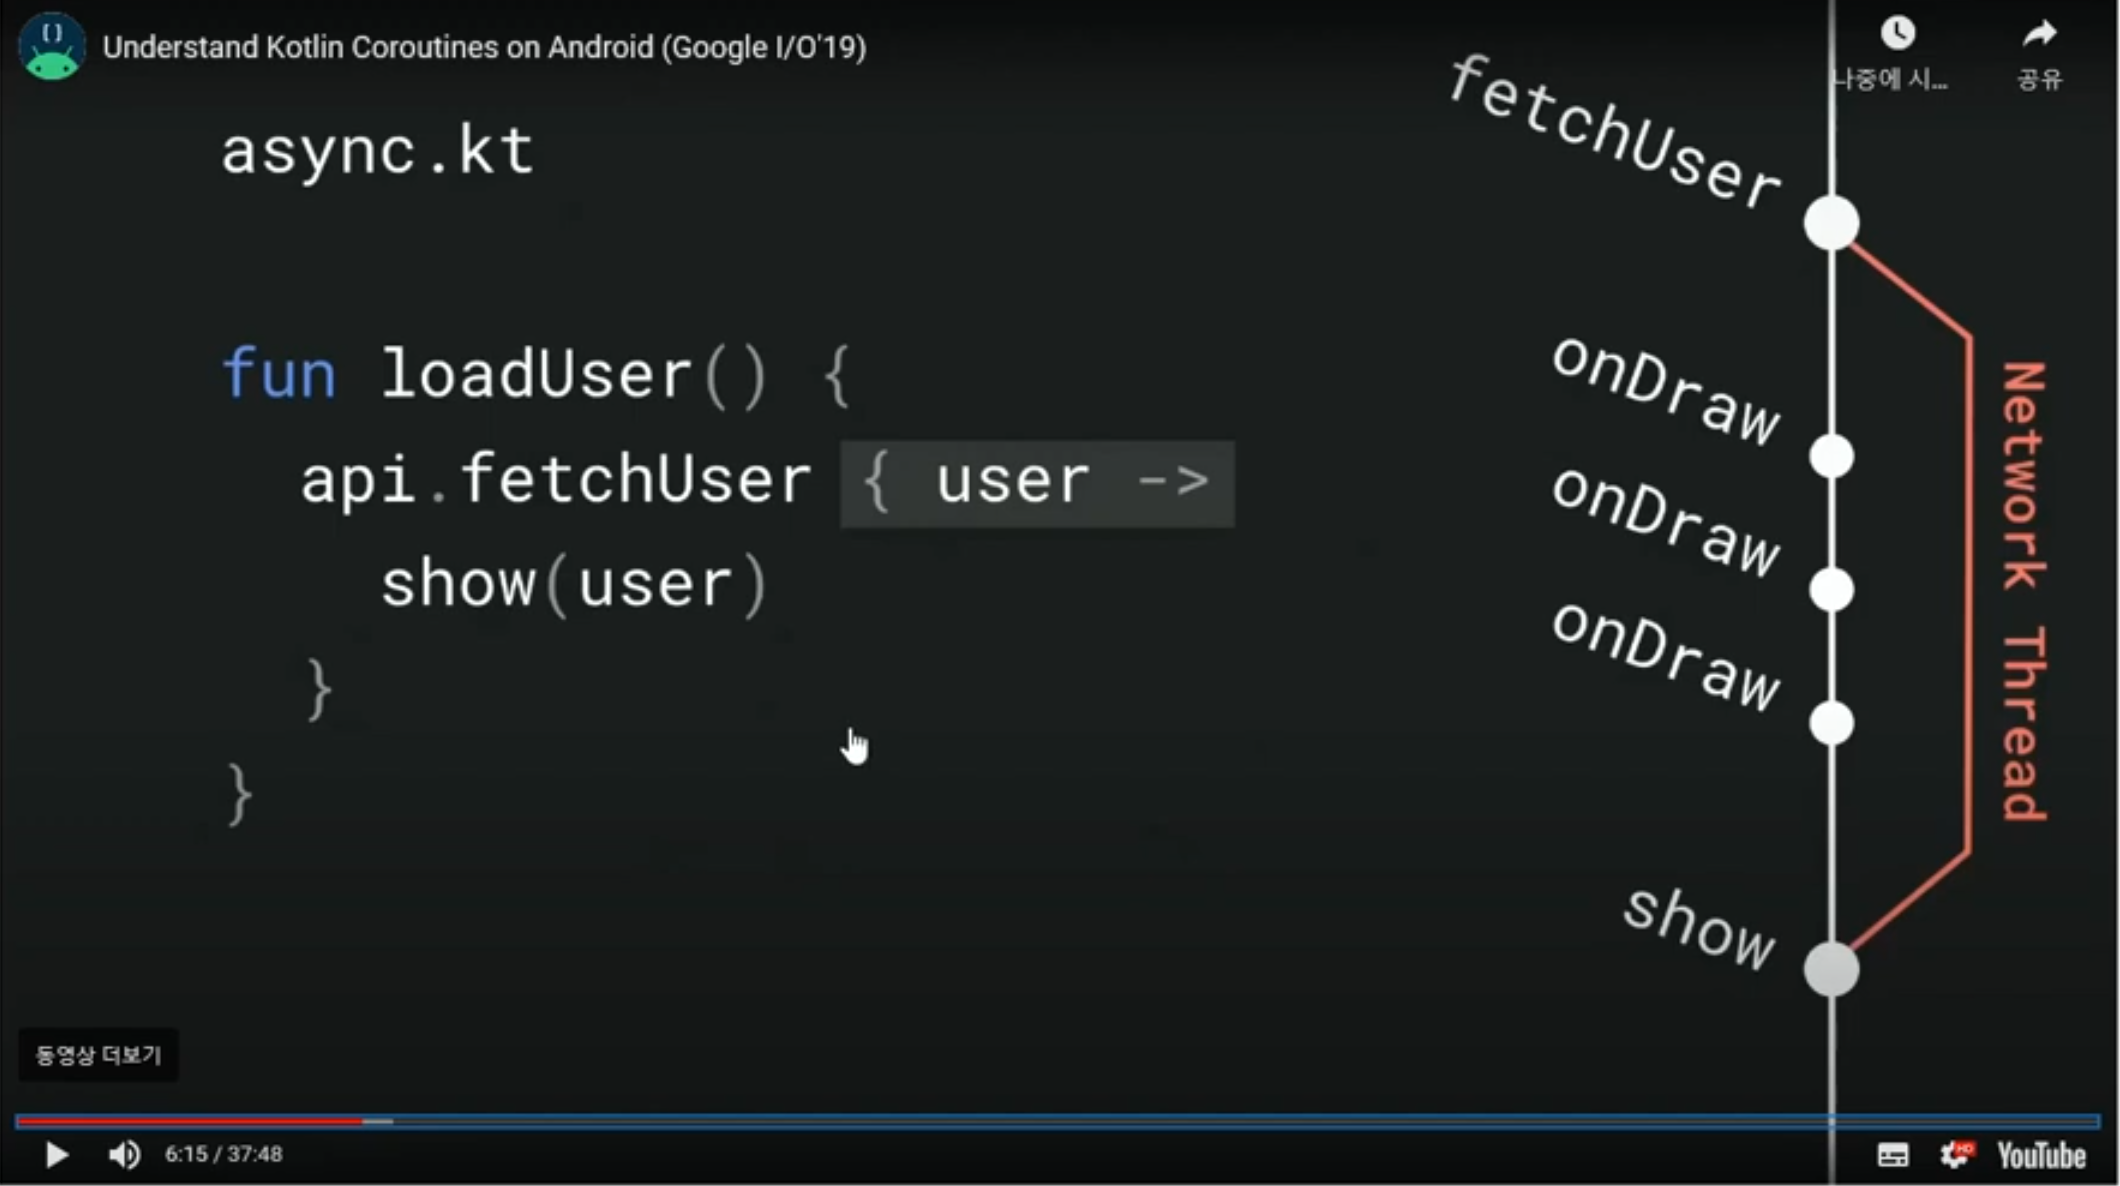 Understand Kotlin Coroutines on Android (Google I/O'19)
나중에 시...
공유
async.kt
fun loadUser() {
api.fetchUser { user ->
show(user)
}
}
fetchUser
onDraw
onDraw
onDraw
show
Network Thread
동영상 더보기
6:15 / 37:48
HD
YouTube